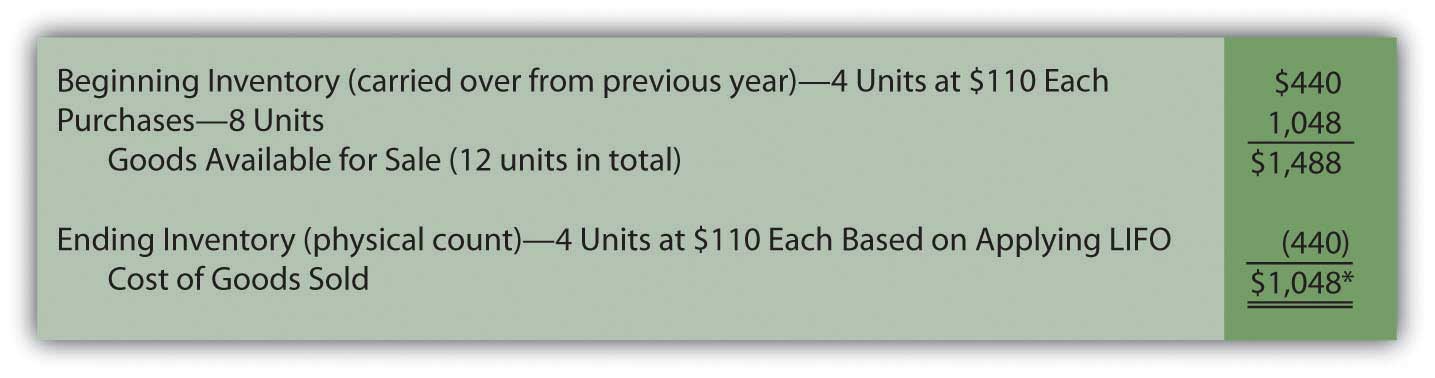 Beginning Inventory (carried over from previous year)—4 Units at $110 Each $440
Purchases—8 Units 1,048
Goods Available for Sale (12 units in total) $1,488
Ending Inventory (physical count)—4 Units at $110 Each Based on Applying LIFO (440)
Cost of Goods Sold $1,048*